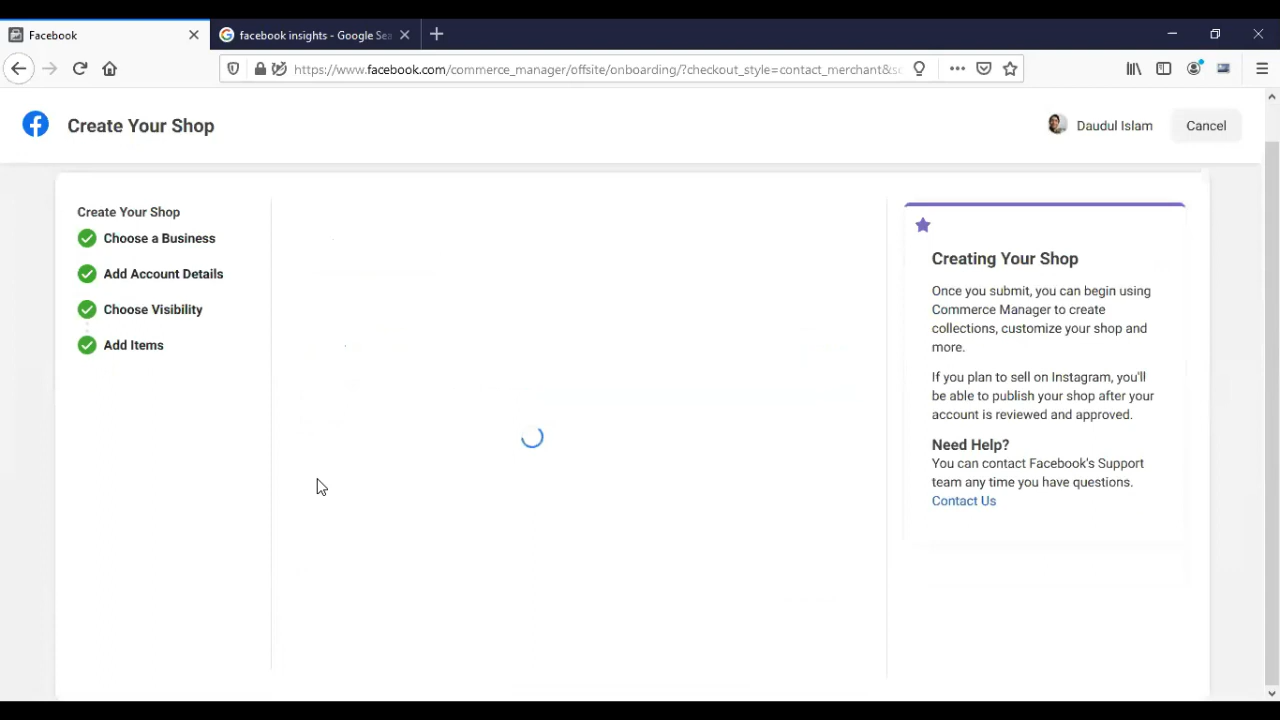 Facebook
facebook insights - Google Sea
https://www.facebook.com/commerce_manager/offsite/onboarding/?checkout_style=contact_merchant&s
Create Your Shop
Daudul Islam
Cancel
Create Your Shop
Choose a Business
Add Account Details
Choose Visibility
Add Items
Creating Your Shop
Once you submit, you can begin using
Commerce Manager to create
collections, customize your shop and
more.
If you plan to sell on Instagram, you'll
be able to publish your shop after your
account is reviewed and approved.
Need Help?
You can contact Facebook's Support
team any time you have questions.
Contact Us